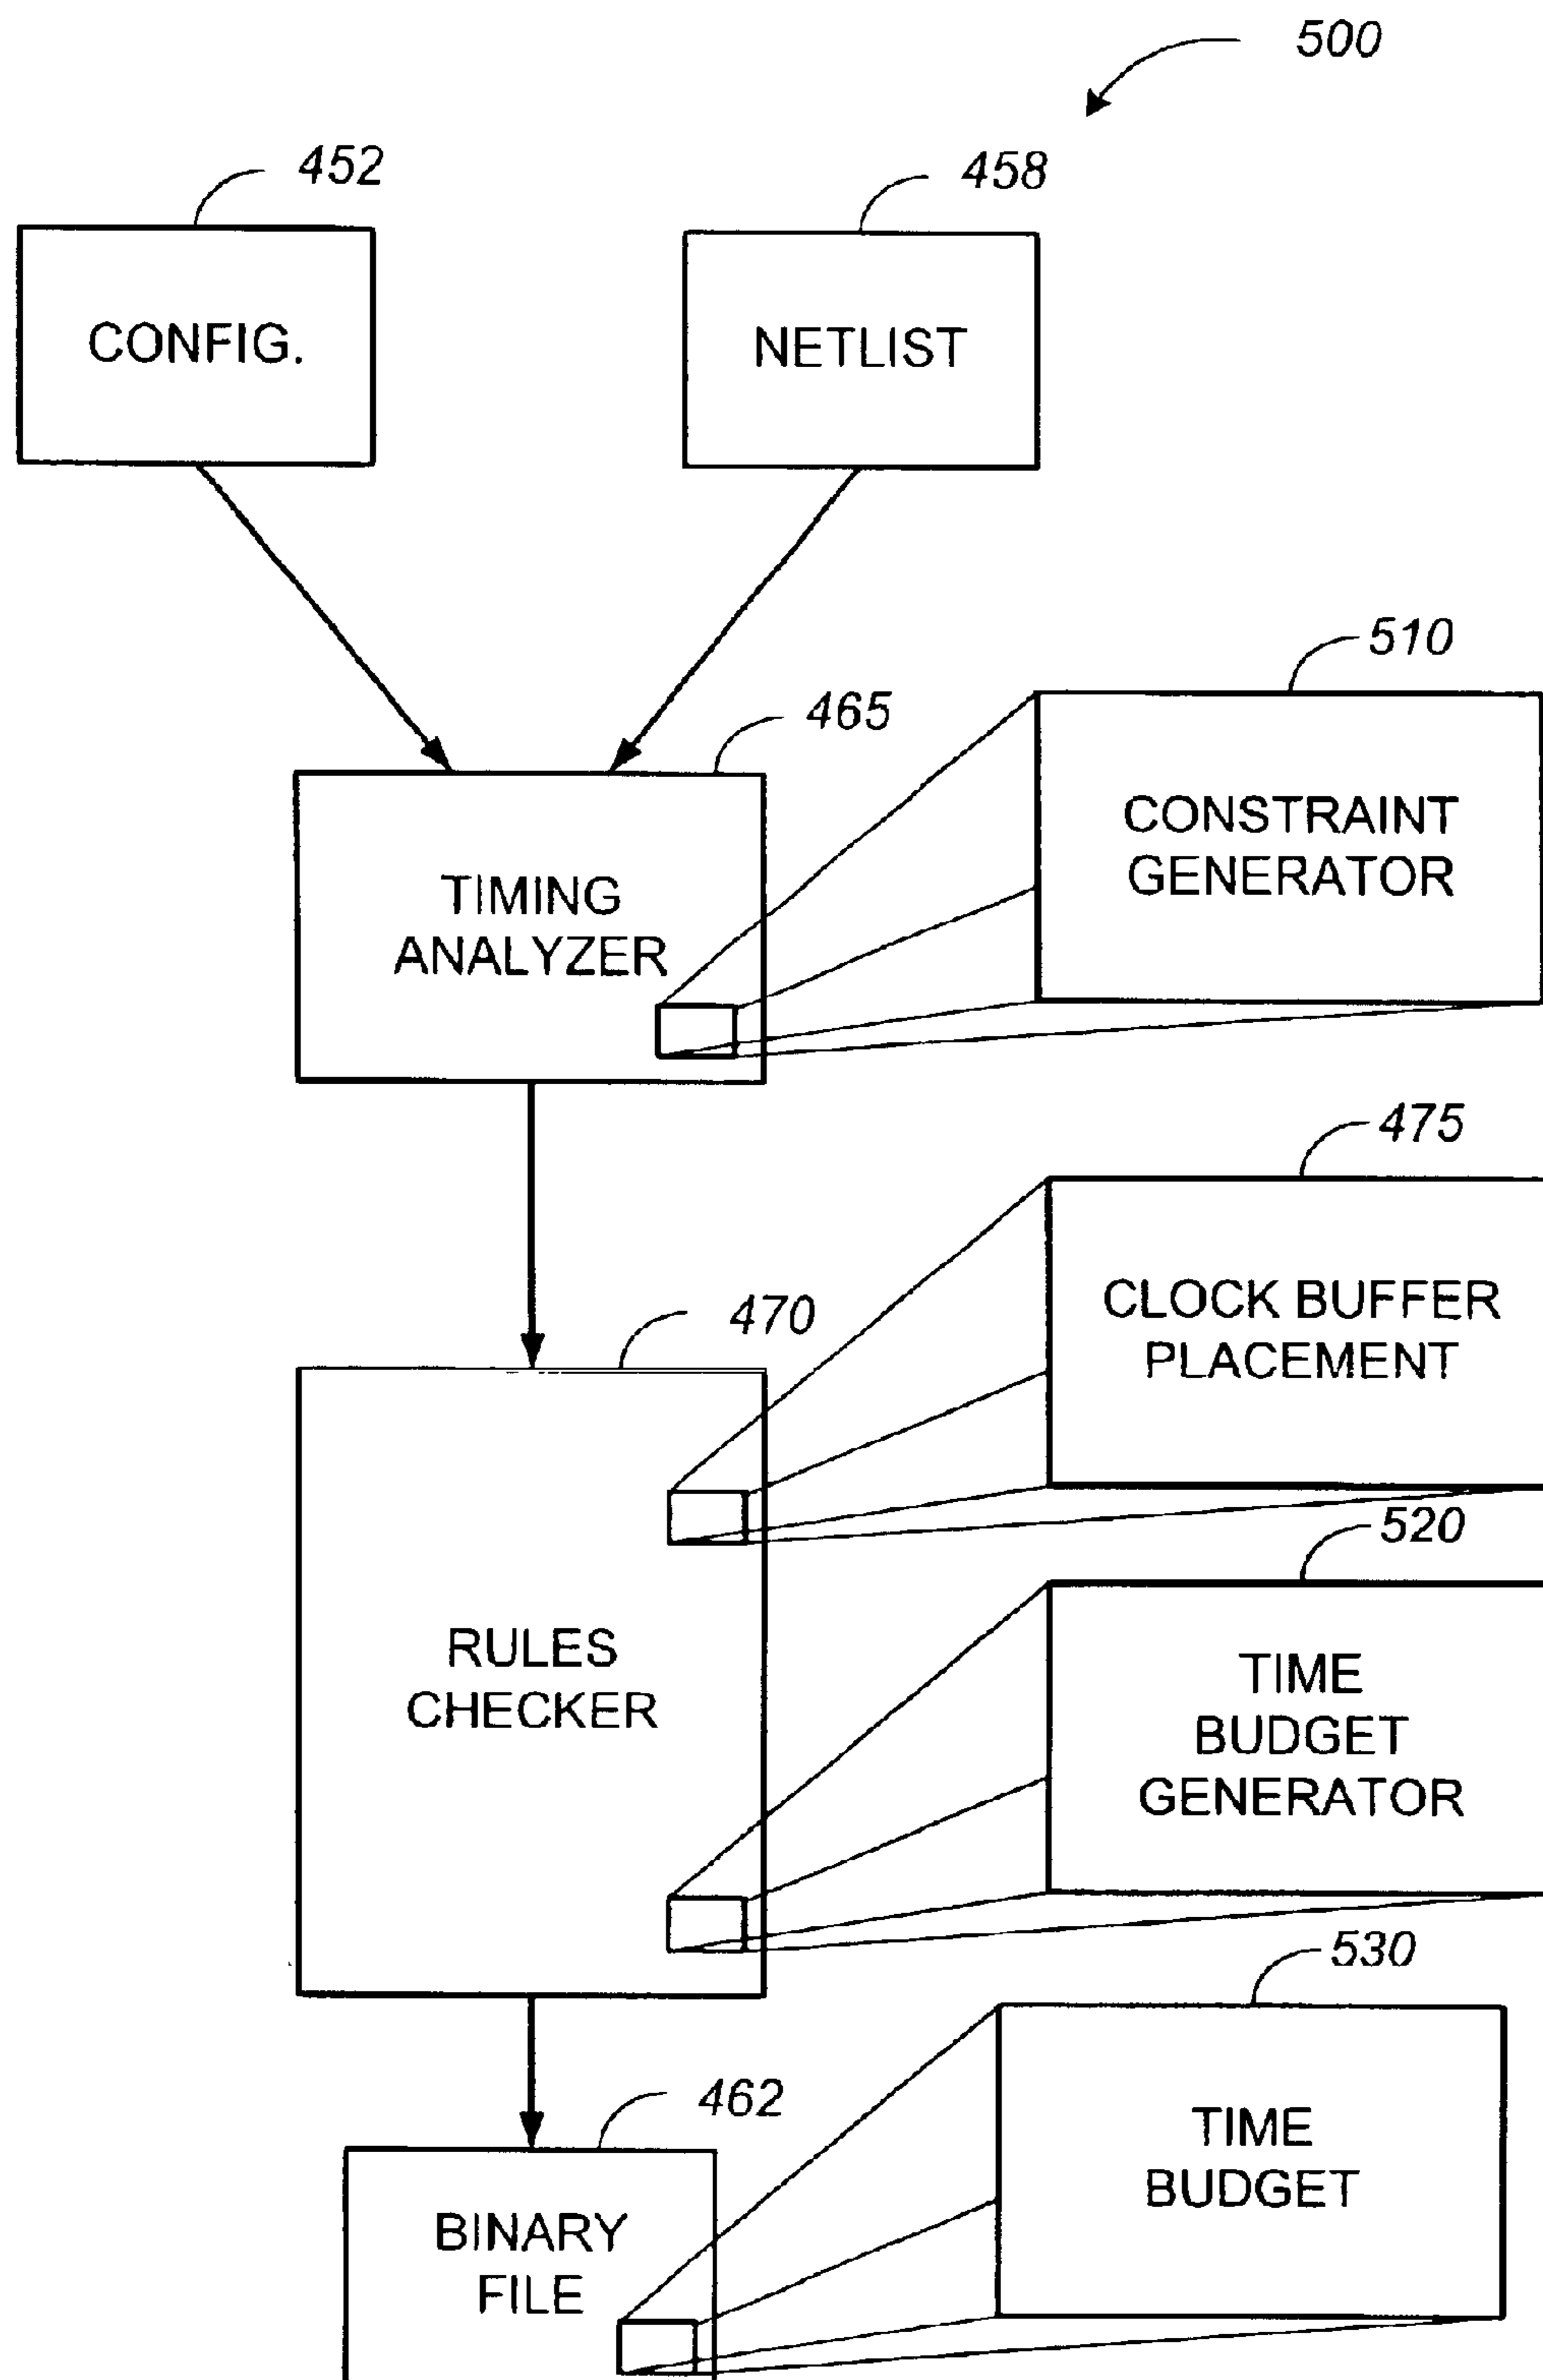 500
452
458
CONFIG.
NETLIST
510
465
CONSTRAINT
GENERATOR
TIMING
ANALYZER
475
CLOCK BUFFER
PLACEMENT
470
520
RULES
CHECKER
TIME
BUDGET
GENERATOR
530
462
TIME
BUDGET
BINARY
FILE